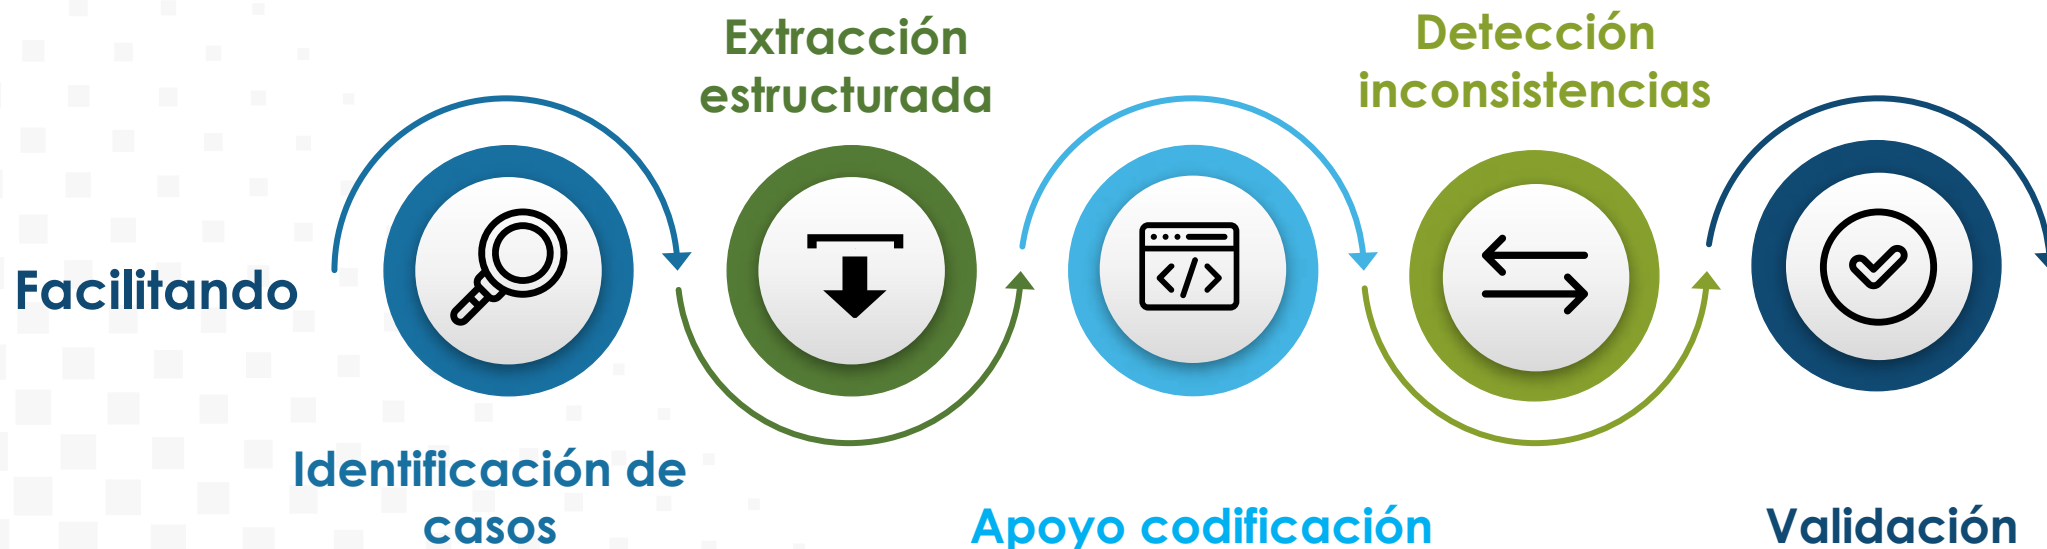 Facilitando
Identificación de
casos
Extracción
estructurada
Apoyo codificación
Detección
inconsistencias
Validación